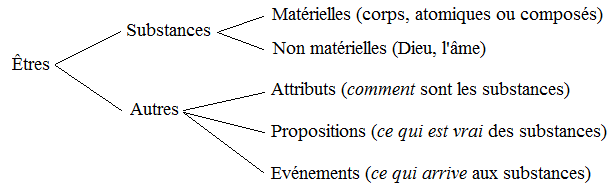 Matérielles (corps, atomiques ou composés)
Substances
Non matérielles (Dieu, l'âme)
Êtres
Attributs (comment sont les substances)
Autres
Propositions (ce qui est vrai des substances)
Evénements (ce qui arrive aux substances)